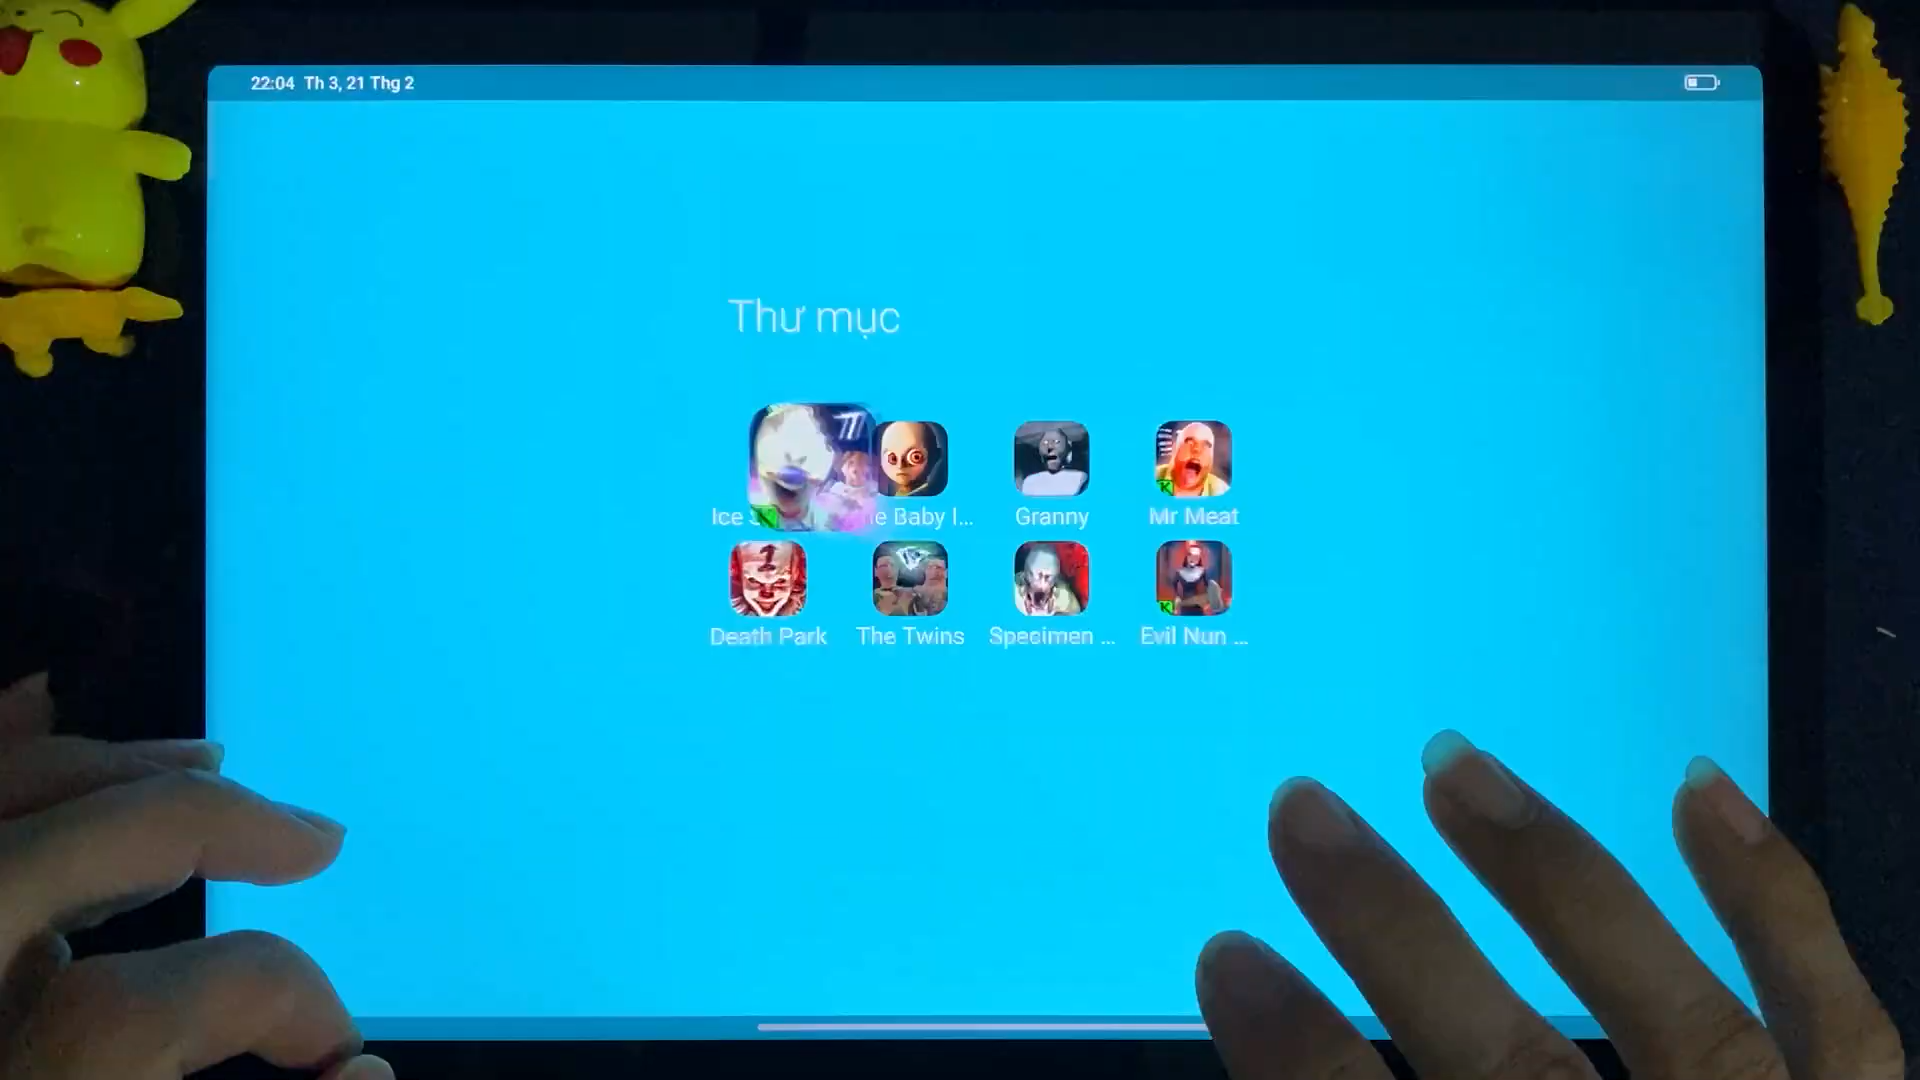 22:04 Th 3, 21 Thg 2
Thư mục
Ice
e Baby I...
Granny
Mr Meat
Death Park
The Twins
Specimen ...
Evil Nun ...